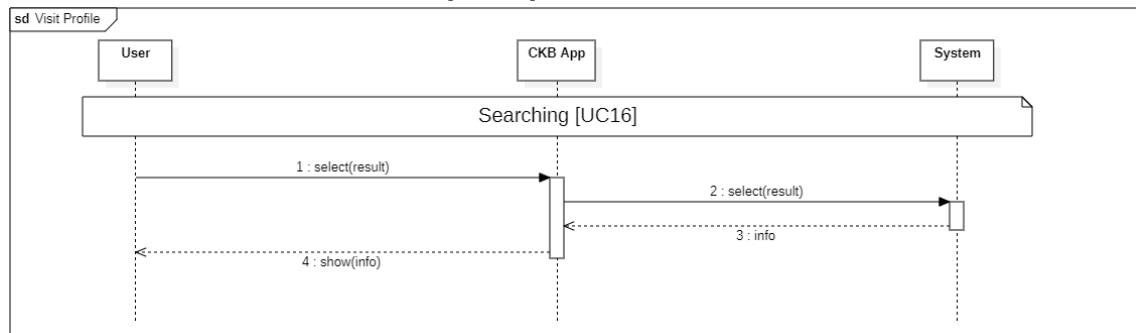 sd Visit Profile
User
CKB App
System
Searching [UC16]
1 : select(result)
2 : select(result)
3 : info
4 : show(info)